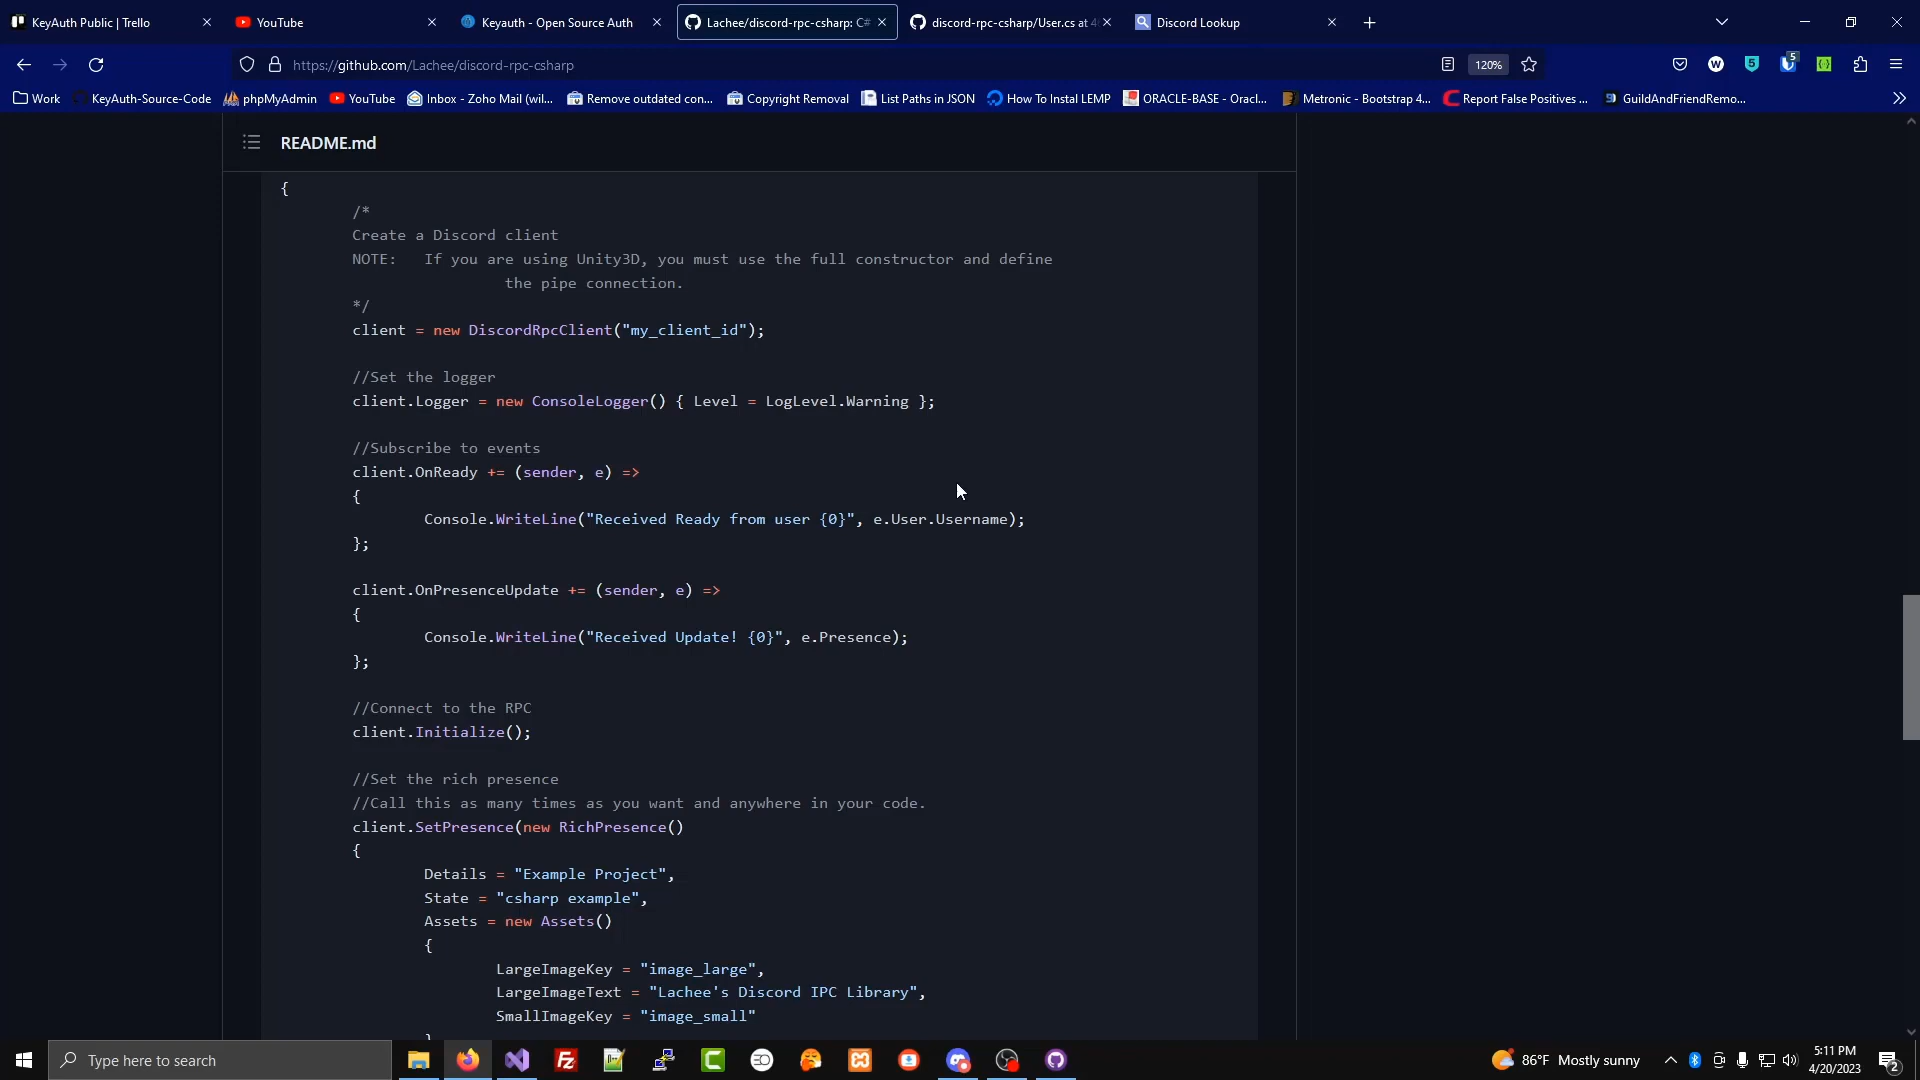 KeyAuth Public | Trello
YouTube
Keyauth - Open Source Auth
Lachee/discord-rpc-csharp: C#
discord-rpc-csharp/User.cs at 4
Discord Lookup
https://github.com/Lachee/discord-rpc-csharp
120%
5
Work
KeyAuth-Source-Code
phpMyAdmin
YouTube
Inbox - Zoho Mail (wil...
Remove outdated con...
Copyright Removal
List Paths in JSON
How To Instal LEMP
ORACLE-BASE - Oracl...
Metronic - Bootstrap 4...
Report False Positives ...
GuildAndFriendRemo...
README.md
{
/*
Create a Discord client
NOTE: If you are using Unity3D, you must use the full constructor and define
the pipe connection.
*/
client = new DiscordRpcClient("my_client_id");
//Set the logger
client.Logger = new ConsoleLogger() { Level = LogLevel.Warning };
//Subscribe to events
client.OnReady += (sender, e) =>
{
Console.WriteLine("Received Ready from user {0}", e.User.Username);
};
client.OnPresenceUpdate += (sender, e) =>
{
Console.WriteLine("Received Update! {0}", e.Presence);
};
//Connect to the RPC
client.Initialize();
//Set the rich presence
//Call this as many times as you want and anywhere in your code.
client.SetPresence(new RichPresence()
{
Details = "Example Project",
State = "csharp example",
Assets = new Assets()
{
LargeImageKey = "image_large",
LargeImageText = "Lachee's Discord IPC Library",
SmallImageKey = "image_small"
}
Type here to search
86°F Mostly sunny
5:11 PM
4/20/2023
2